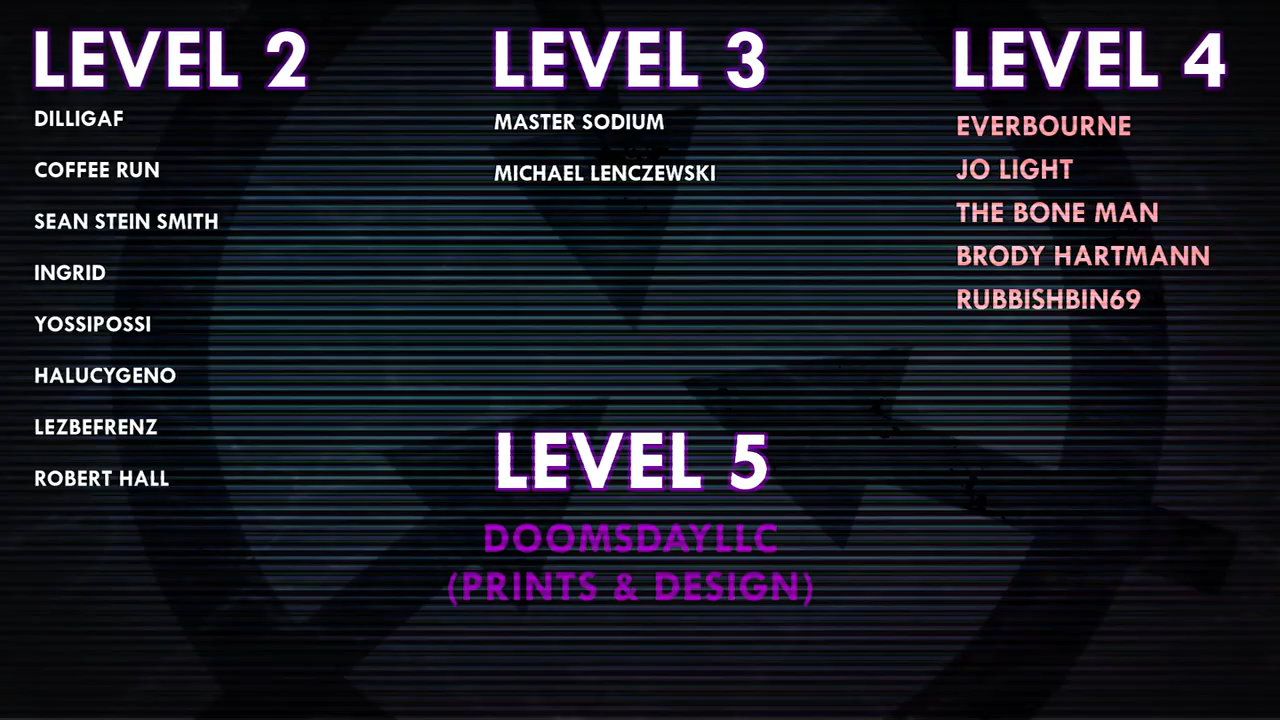 LEVEL 2
DILLIGAF
COFFEE RUN
SEAN STEIN SMITH
INGRID
YOSSIPOSSI
HALUCYGENO
LEZBEFRENZ
ROBERT HALL
LEVEL 3
MASTER SODIUM
MICHAEL LENCZEWSKI
LEVEL 4
EVERBOURNE
JO LIGHT
THE BONE MAN
BRODY HARTMANN
RUBBISHBIN69
LEVEL 5
DOOMSDAYLLC
(PRINTS & DESIGN)